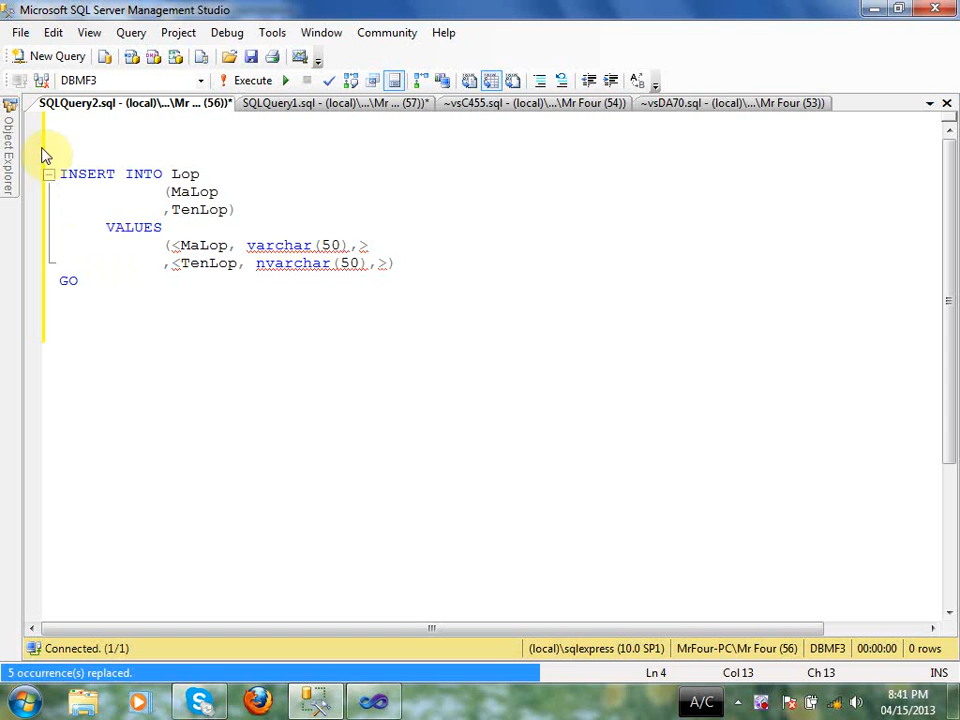 Microsoft SQL Server Management Studio
File Edit View Query Project Debug Tools Window Community Help
New Query
DBMF3 Execute
SQLQuery2.sql - (local)\...\Mr ... (56))* SQLQuery1.sql - (local)\...\Mr ... (57))* ~vsC455.sql - (local)\...\Mr Four (54)) ~vsDA70.sql - (local)\...\Mr Four (53))
Object Explorer
INSERT INTO Lop
(MaLop
,TenLop)
VALUES
(<MaLop, varchar(50),>
,<TenLop, nvarchar(50),>)
GO
Connected. (1/1) (local)\sqlexpress (10.0 SP1) MrFour-PC\Mr Four (56) DBMF3 00:00:00 0 rows
5 occurrence(s) replaced. Ln 4 Col 13 Ch 13 INS
A/C 8:41 PM
04/15/2013